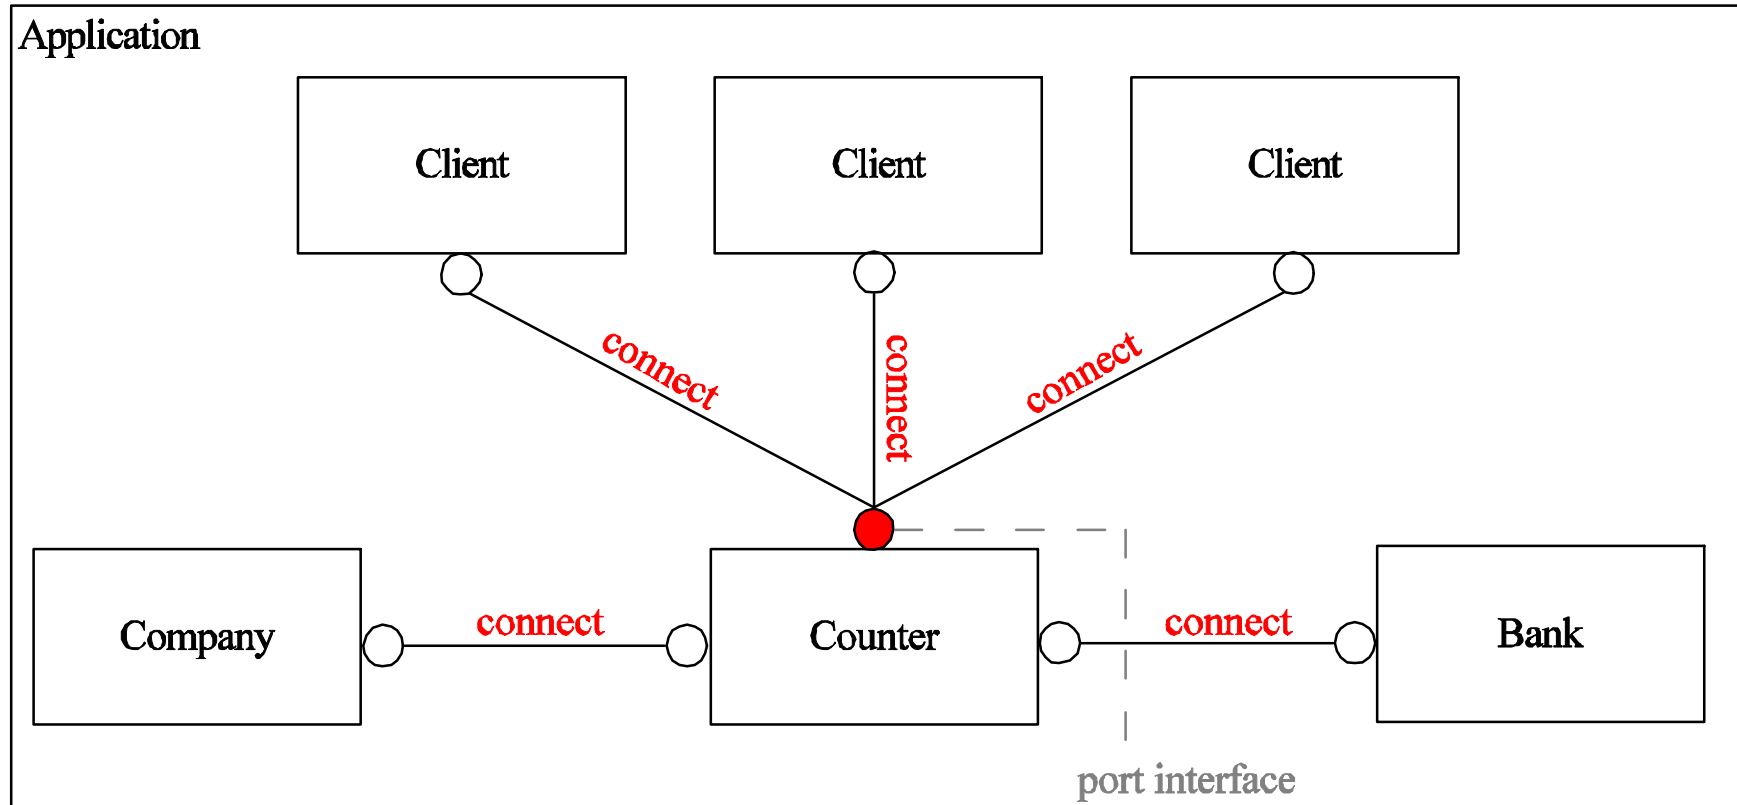 Application
Client
Client
Client
connect
connect
connect
Company
connect
Counter
connect
Bank
port interface